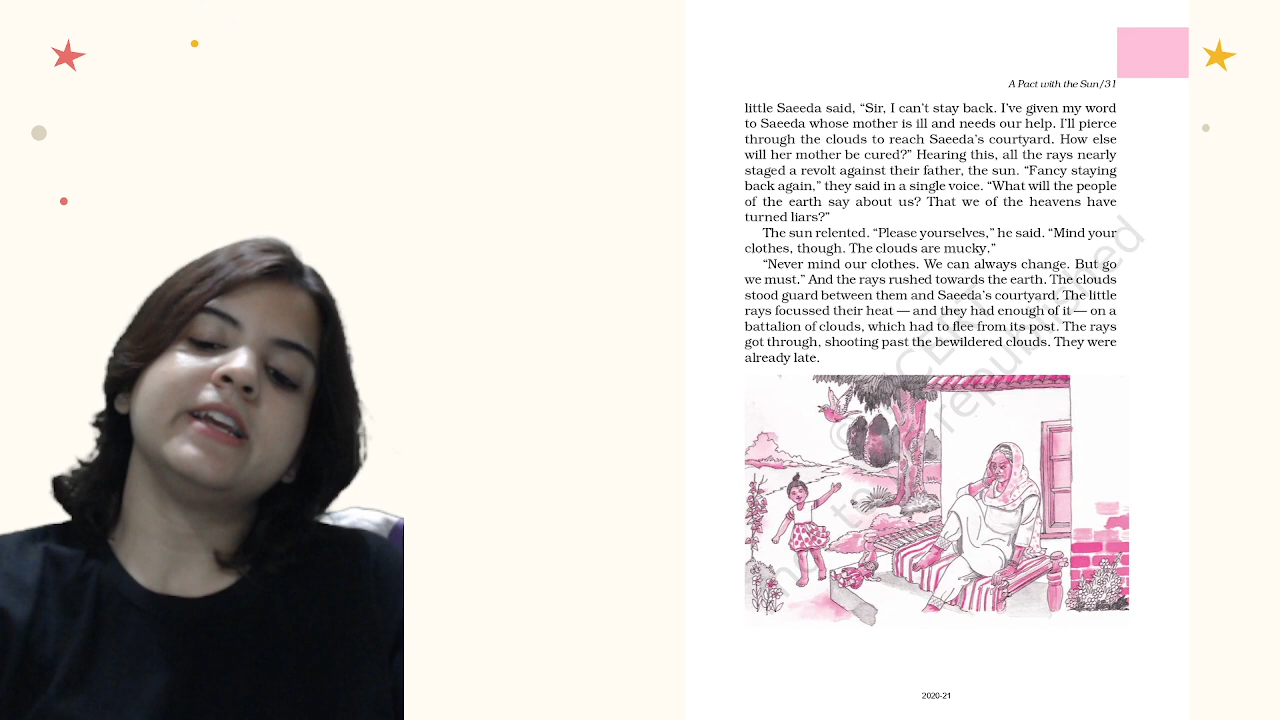 A Pact with the Sun/31
little Saeeda said, “Sir, I can’t stay back. I’ve given my word
to Saeeda whose mother is ill and needs our help. I’ll pierce
through the clouds to reach Saeeda’s courtyard. How else
will her mother be cured?” Hearing this, all the rays nearly
staged a revolt against their father, the sun. “Fancy staying
back again,” they said in a single voice. “What will the people
of the earth say about us? That we of the heavens have
turned liars?”
The sun relented. “Please yourselves,” he said. “Mind your
clothes, though. The clouds are mucky.”
“Never mind our clothes. We can always change. But go
we must.” And the rays rushed towards the earth. The clouds
stood guard between them and Saeeda’s courtyard. The little
rays focussed their heat — and they had enough of it — on a
battalion of clouds, which had to flee from its post. The rays
got through, shooting past the bewildered clouds. They were
already late.
2020-21